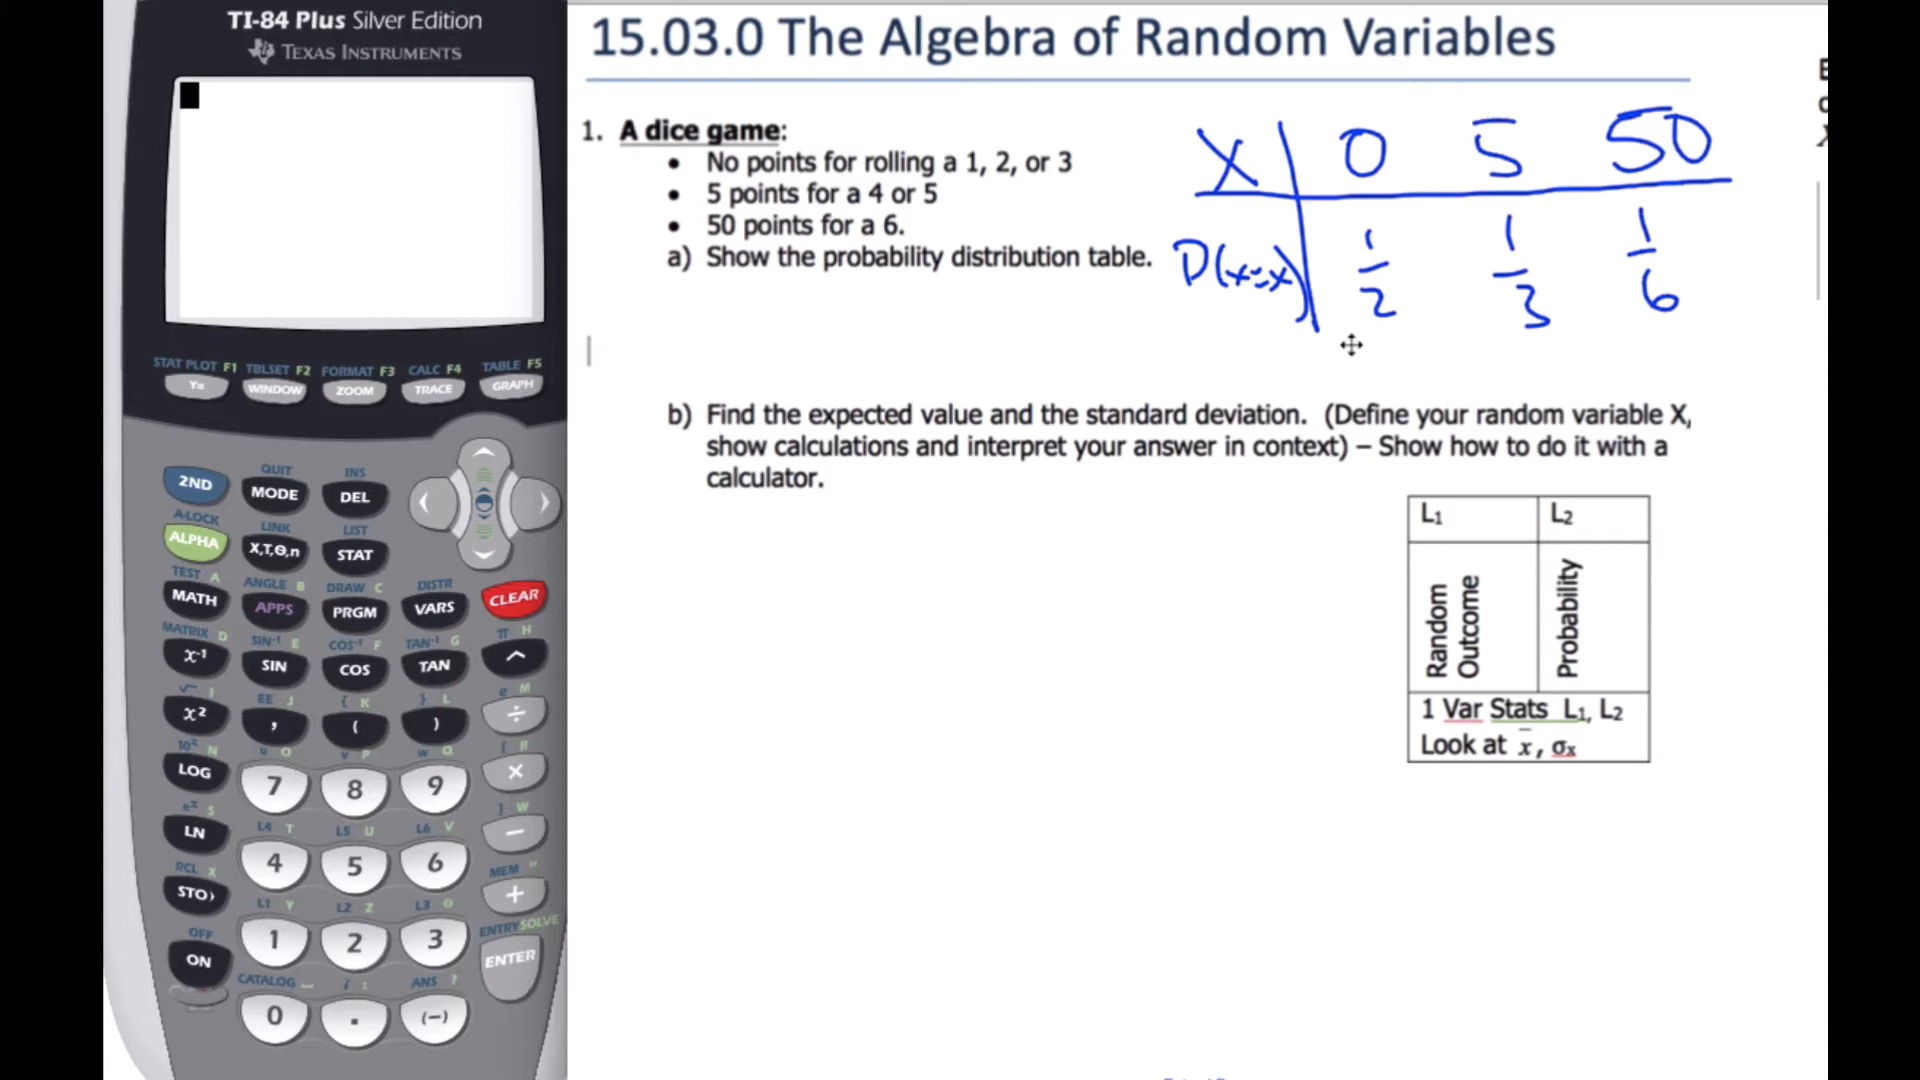 TI-84 Plus Silver Edition
TEXAS INSTRUMENTS
STAT PLOT F1 TBLSET F2 FORMAT F3 CALC F4 TABLE F5
Y= WINDOW ZOOM TRACE GRAPH
QUIT INS
2ND MODE DEL
A-LOCK LINK LIST
ALPHA X,T,Θ,n STAT
TEST A ANGLE B DRAW C DISTR
MATH APPS PRGM VARS CLEAR
MATRIX D SIN⁻¹ E COS⁻¹ F TAN⁻¹ G π H
x⁻¹ SIN COS TAN ^
√ I EE J { K } L e M
x² , ( ) ÷
10ˣ N u O v P w Q [ R
LOG 7 8 9 ×
eˣ S L4 T L5 U L6 V ] W
LN 4 5 6 −
RCL X L1 Y L2 Z L3 θ MEM "
STO› 1 2 3 +
OFF CATALOG i : ANS ? ENTRY SOLVE
ON 0 . (−) ENTER
15.03.0 The Algebra of Random Variables
1. A dice game:
• No points for rolling a 1, 2, or 3
• 5 points for a 4 or 5
• 50 points for a 6.
a) Show the probability distribution table.
X 0 5 50
P(X=x) 1/2 1/3 1/6
b) Find the expected value and the standard deviation. (Define your random variable X,
show calculations and interpret your answer in context) – Show how to do it with a
calculator.
L₁ L₂
Random Outcome Probability
1 Var Stats L₁, L₂
Look at x̄, σx